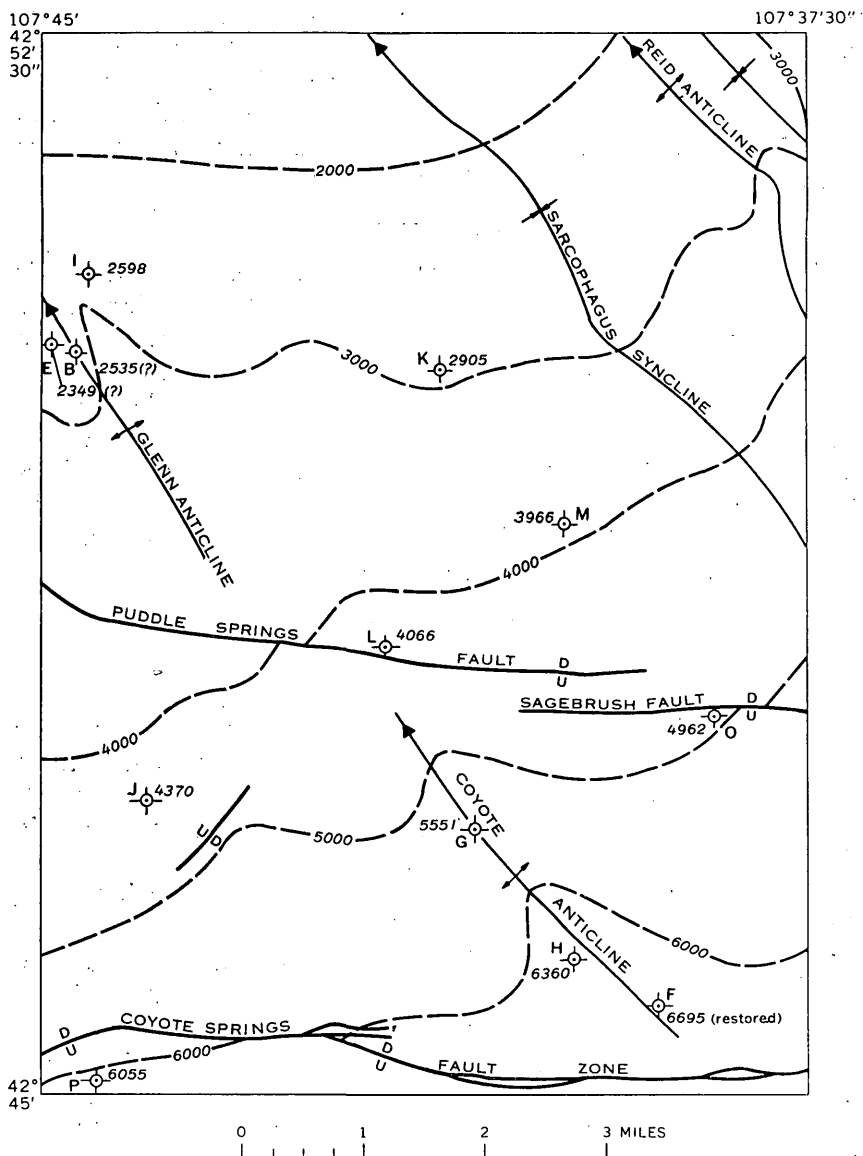 107°45'
107°37'30"
42°
52'
30"
REID ANTICLINE
3000
2000
SARCOPHAGUS SYNCLINE
I
2598
K
2905
3000
E
B
2535(?)
2349(?)
GLENN ANTICLINE
3966
M
4000
PUDDLE SPRINGS FAULT
L
4066
D
U
SAGEBRUSH FAULT
D
U
4962
O
4000
J
4370
U
D
5000
COYOTE ANTICLINE
5551
G
6000
H
6360
F
6695 (restored)
COYOTE SPRINGS FAULT ZONE
D
U
D
U
6000
P
6055
42°
45'
0 1 2 3 MILES